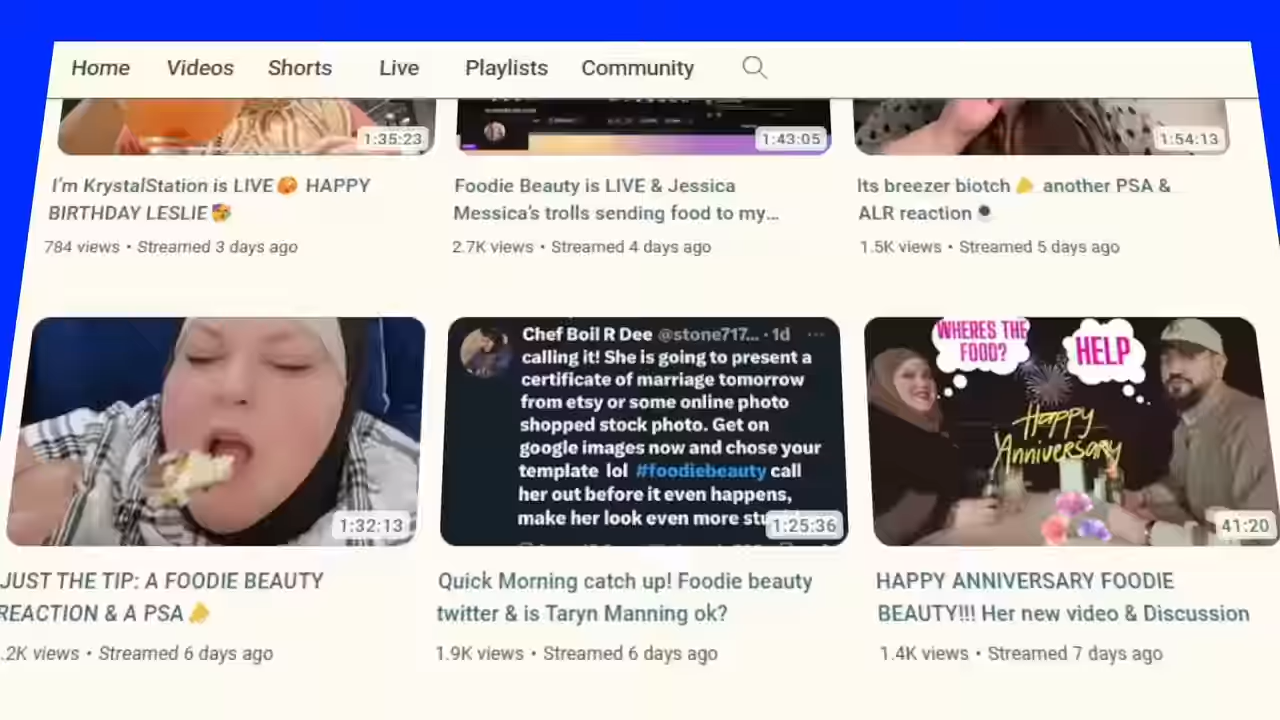 Home Videos Shorts Live Playlists Community
1:35:23
1:43:05
1:54:13
I'm KrystalStation is LIVE🥵 HAPPY
BIRTHDAY LESLIE🥳
784 views • Streamed 3 days ago
Foodie Beauty is LIVE & Jessica
Messica's trolls sending food to my...
2.7K views • Streamed 4 days ago
Its breezer biotch🧀 another PSA &
ALR reaction
1.5K views • Streamed 5 days ago
1:32:13
JUST THE TIP: A FOODIE BEAUTY
REACTION & A PSA🧀
.2K views • Streamed 6 days ago
Chef Boil R Dee @stone717... · 1d ...
calling it! She is going to present a
certificate of marriage tomorrow
from etsy or some online photo
shopped stock photo. Get on
google images now and chose your
template lol #foodiebeauty call
her out before it even happens,
make her look even more stu
1:25:36
Quick Morning catch up! Foodie beauty
twitter & is Taryn Manning ok?
1.9K views • Streamed 6 days ago
WHERES THE
FOOD?
HELP
Happy
Anniversary
41:20
HAPPY ANNIVERSARY FOODIE
BEAUTY!!! Her new video & Discussion
1.4K views • Streamed 7 days ago